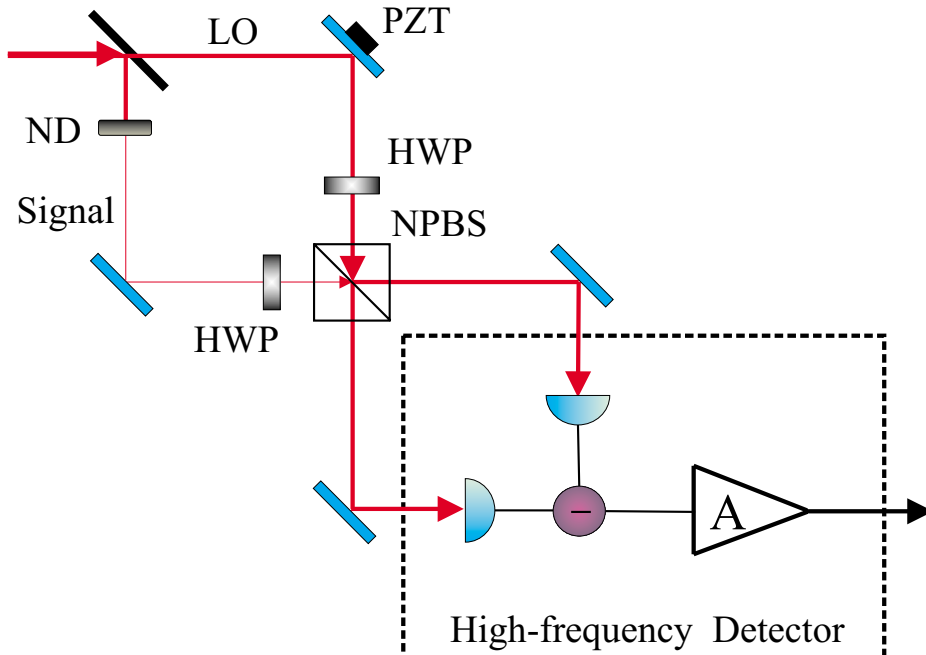 LO
PZT
ND
HWP
Signal
NPBS
HWP
−
A
High-frequency Detector